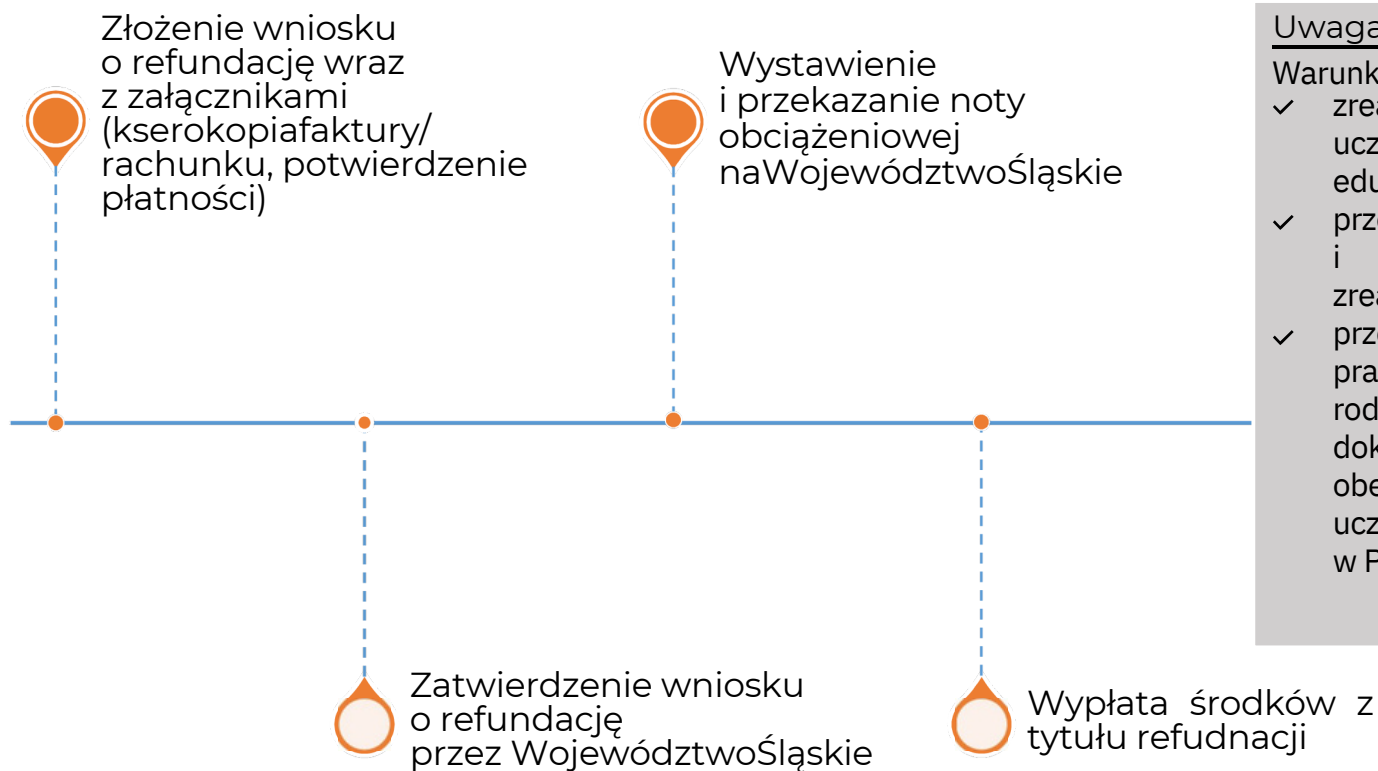 Złożenie wniosku
o refundację wraz
z załącznikami
(kserokopiafaktury/
rachunku, potwierdzenie
płatności)
Wystawienie
i przekazanie noty
obciążeniowej
naWojewództwoŚląskie
Zatwierdzenie wniosku
o refundację
przez WojewództwoŚląskie
Wypłata środków z
tytułu refudnacji
Uwaga
Warunk
zrea
ucz
edu
prze
i
zrea
prze
pra
rod
dok
obe
ucz
w P